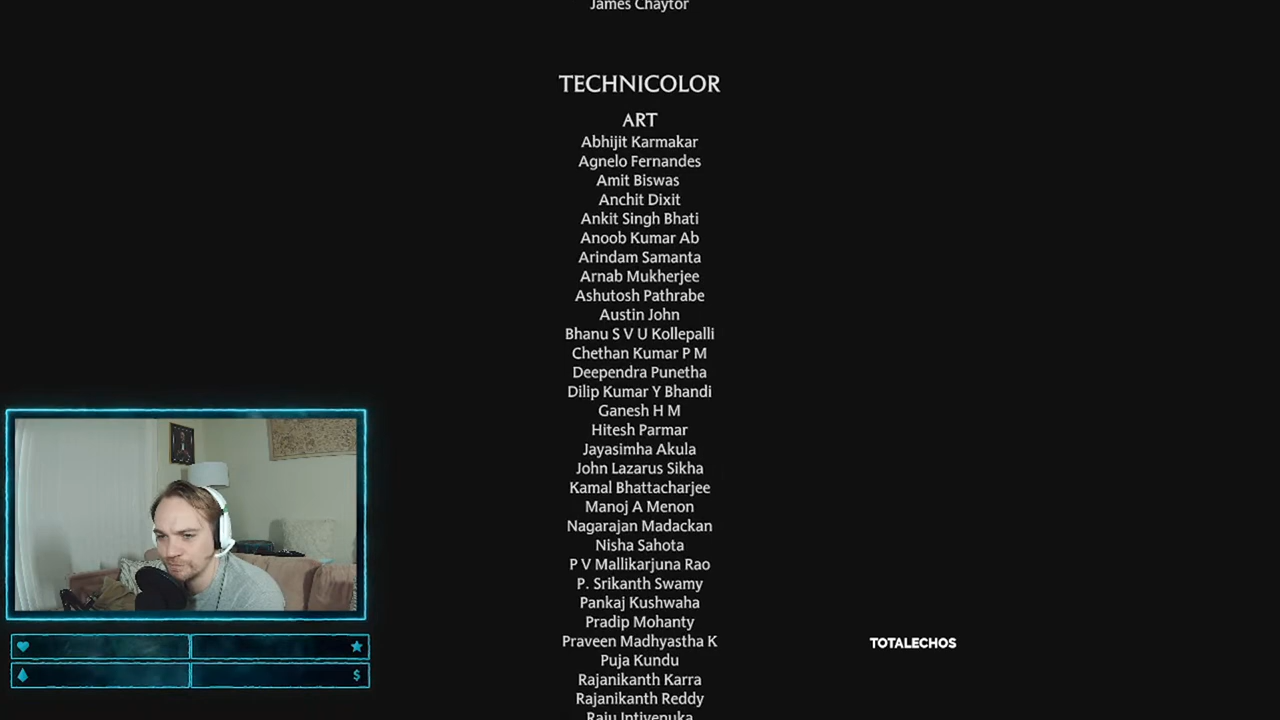 James Chaytor
TECHNICOLOR
ART
Abhijit Karmakar
Agnelo Fernandes
Amit Biswas
Anchit Dixit
Ankit Singh Bhati
Anoob Kumar Ab
Arindam Samanta
Arnab Mukherjee
Ashutosh Pathrabe
Austin John
Bhanu S V U Kollepalli
Chethan Kumar P M
Deependra Punetha
Dilip Kumar Y Bhandi
Ganesh H M
Hitesh Parmar
Jayasimha Akula
John Lazarus Sikha
Kamal Bhattacharjee
Manoj A Menon
Nagarajan Madackan
Nisha Sahota
P V Mallikarjuna Rao
P. Srikanth Swamy
Pankaj Kushwaha
Pradip Mohanty
Praveen Madhyastha K
Puja Kundu
Rajanikanth Karra
Rajanikanth Reddy
Raju
TOTALECHOS
$